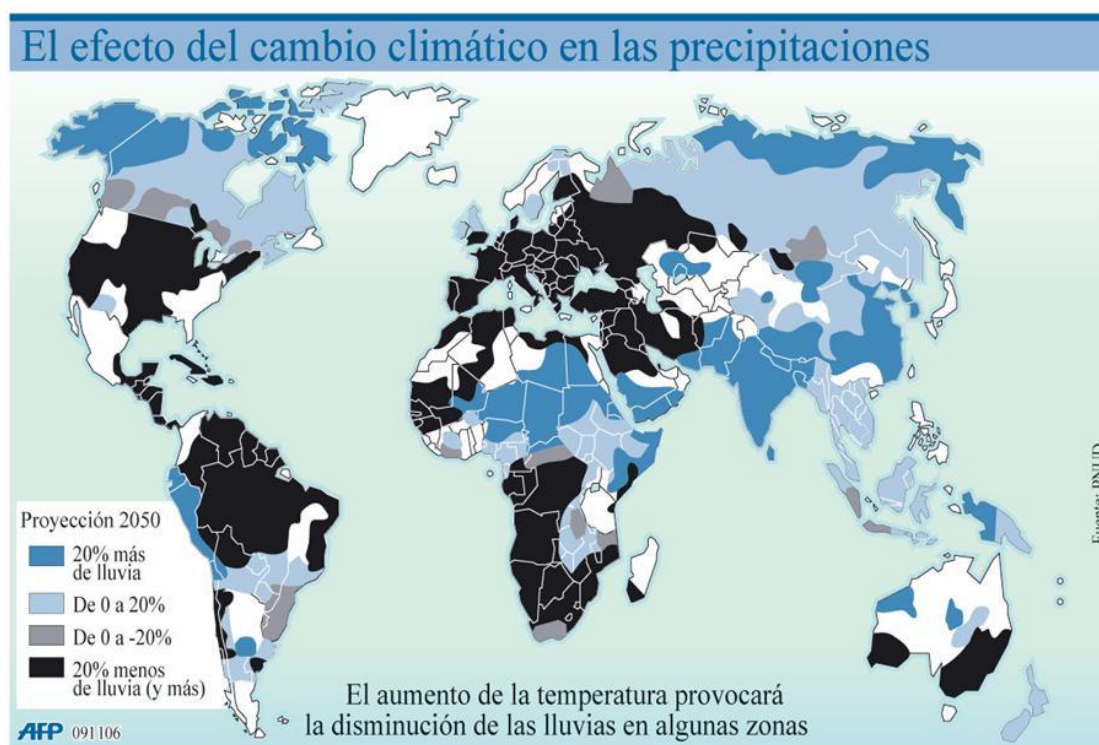 El efecto del cambio climático en las precipitaciones
Proyección 2050
20% más
de lluvia
De 0 a 20%
De 0 a -20%
20% menos
de lluvia (y más)
El aumento de la temperatura provocará
la disminución de las lluvias en algunas zonas
AFP 091106
Fuente: PNUD